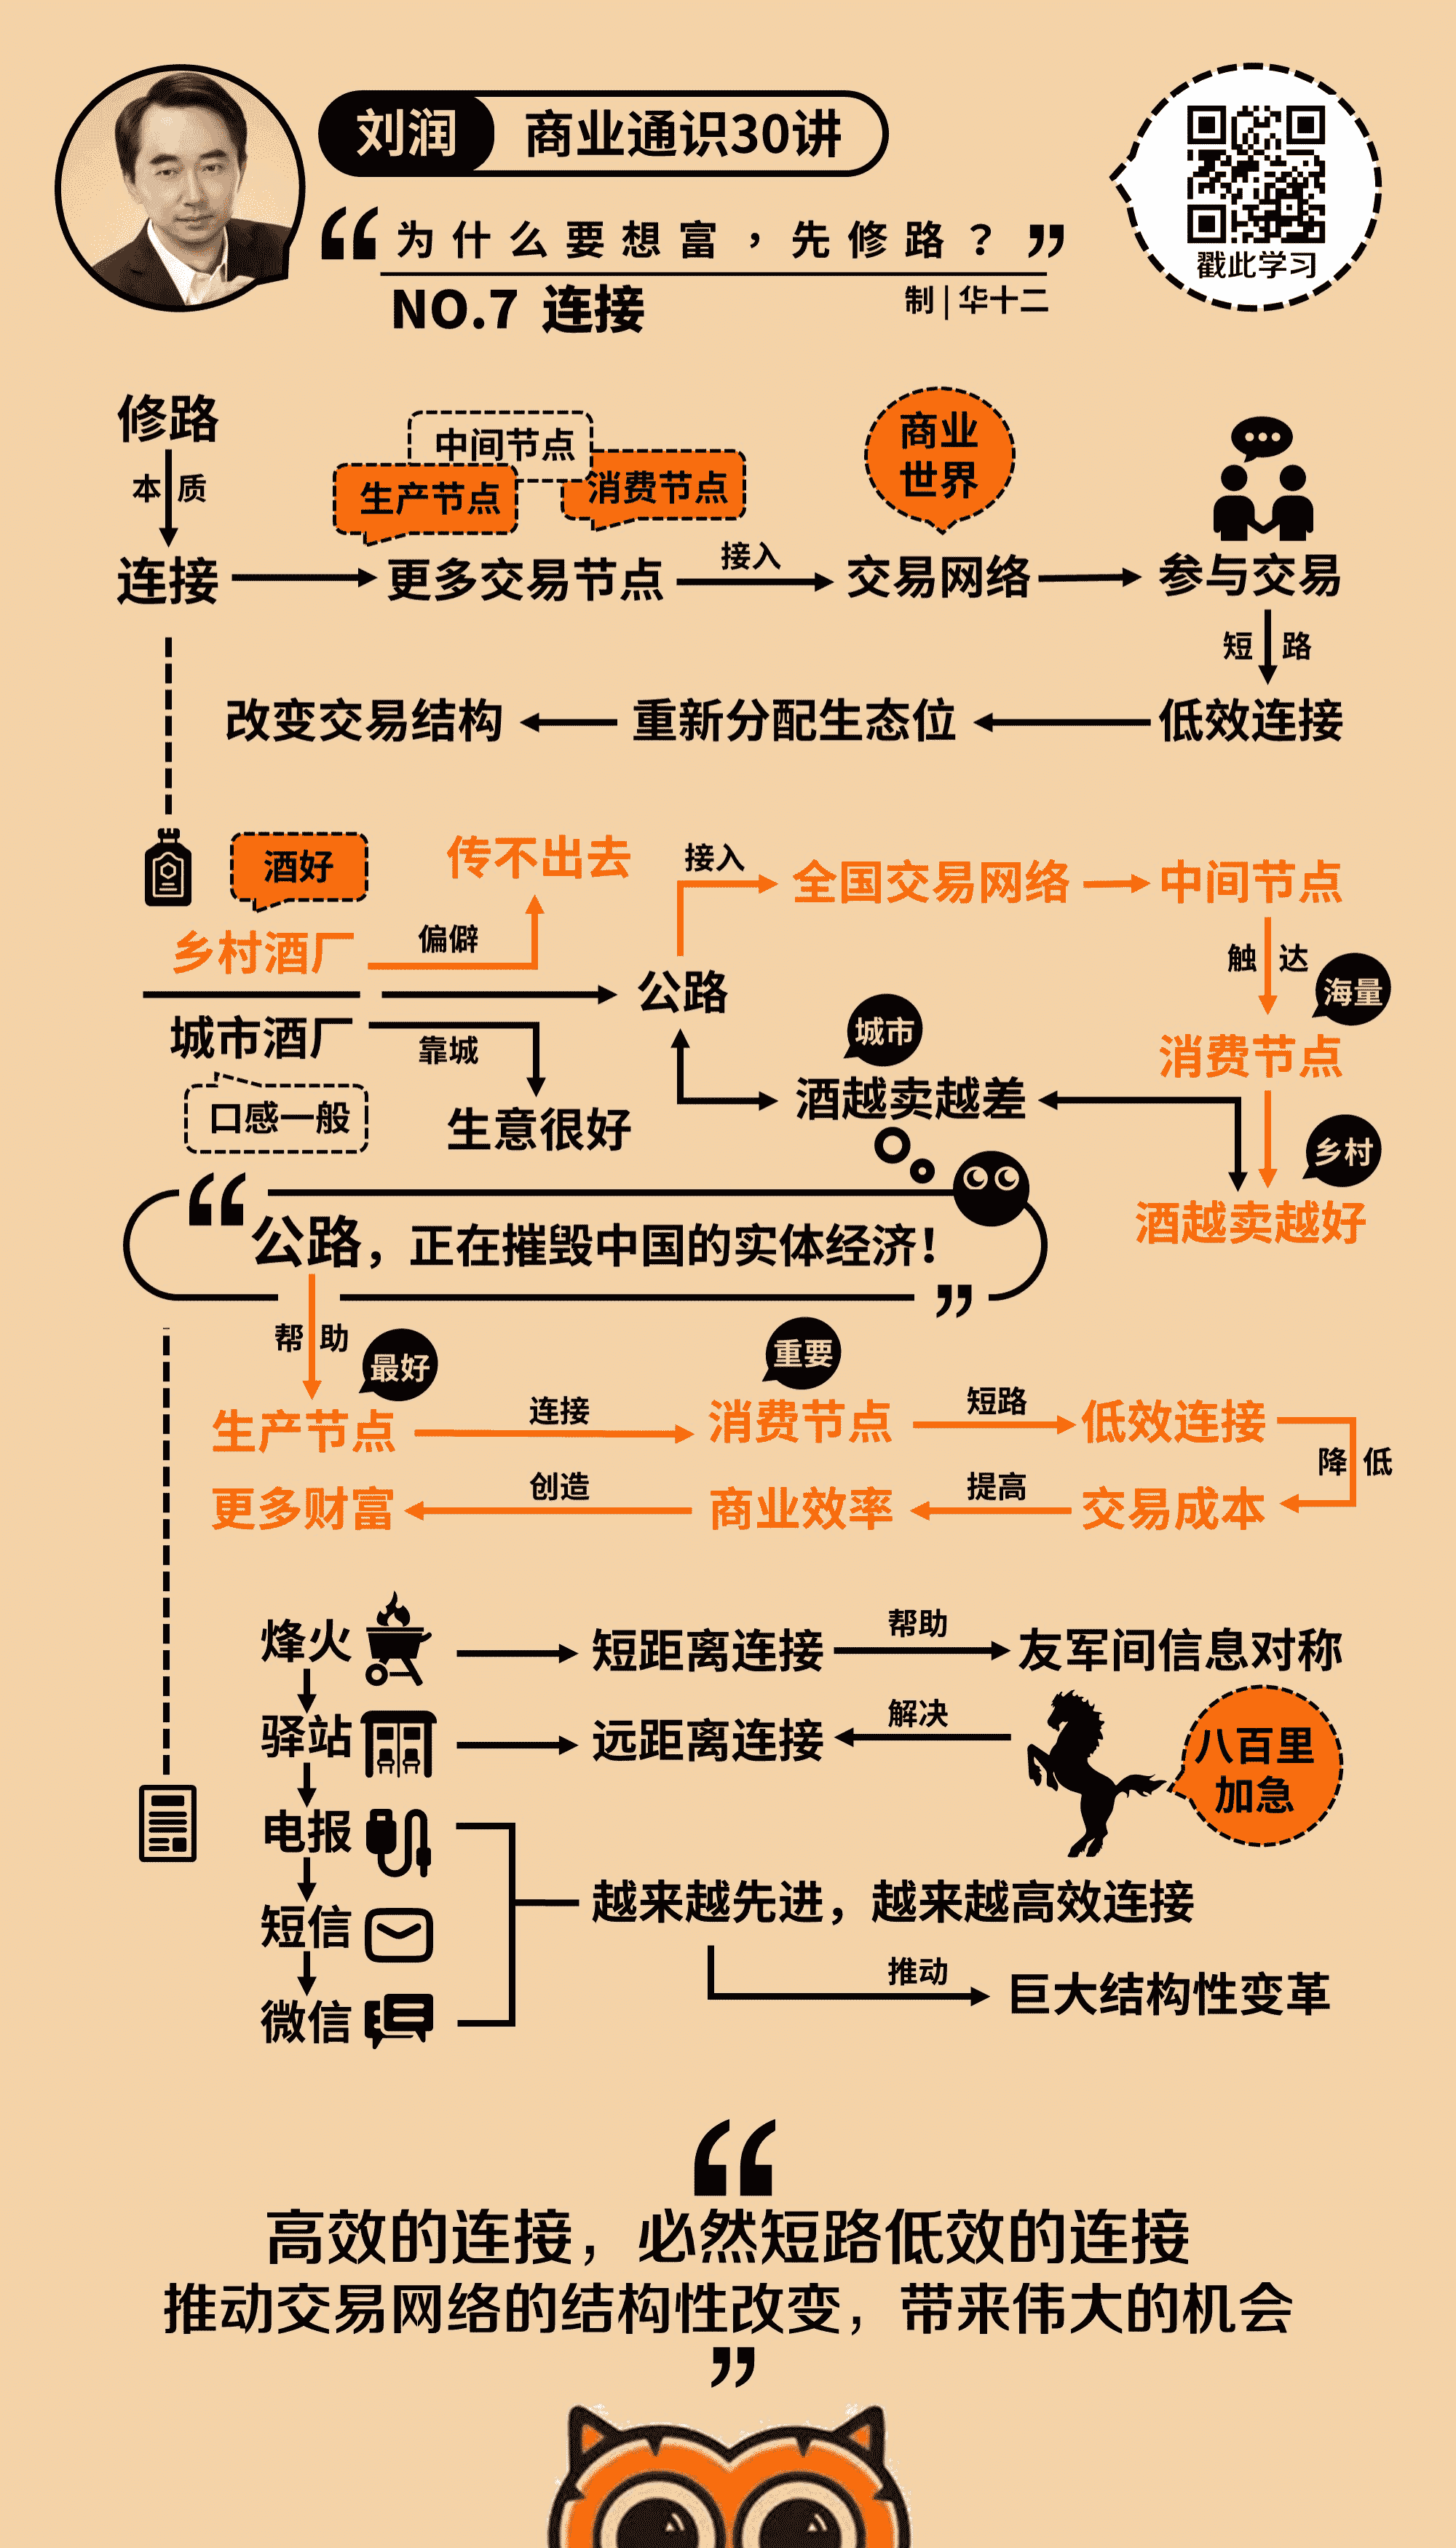 刘润 商业通识30讲
“为什么要想富，先修路？”
NO.7 连接
制|华十二
戳此学习
修路
本质
连接
中间节点
生产节点
消费节点
更多交易节点
接入
商业
世界
交易网络
参与交易
短路
低效连接
重新分配生态位
改变交易结构
酒好
乡村酒厂
偏僻
传不出去
城市酒厂
口感一般
靠城
生意很好
公路
接入
全国交易网络
中间节点
触达
海量
消费节点
乡村
酒越卖越好
城市
酒越卖越差
“公路，正在摧毁中国的实体经济！”
帮助
最好
生产节点
连接
重要
消费节点
短路
低效连接
降低
交易成本
提高
商业效率
创造
更多财富
烽火
短距离连接
帮助
友军间信息对称
驿站
远距离连接
解决
八百里
加急
电报
短信
微信
越来越先进，越来越高效连接
推动
巨大结构性变革
“
高效的连接，必然短路低效的连接
推动交易网络的结构性改变，带来伟大的机会
”